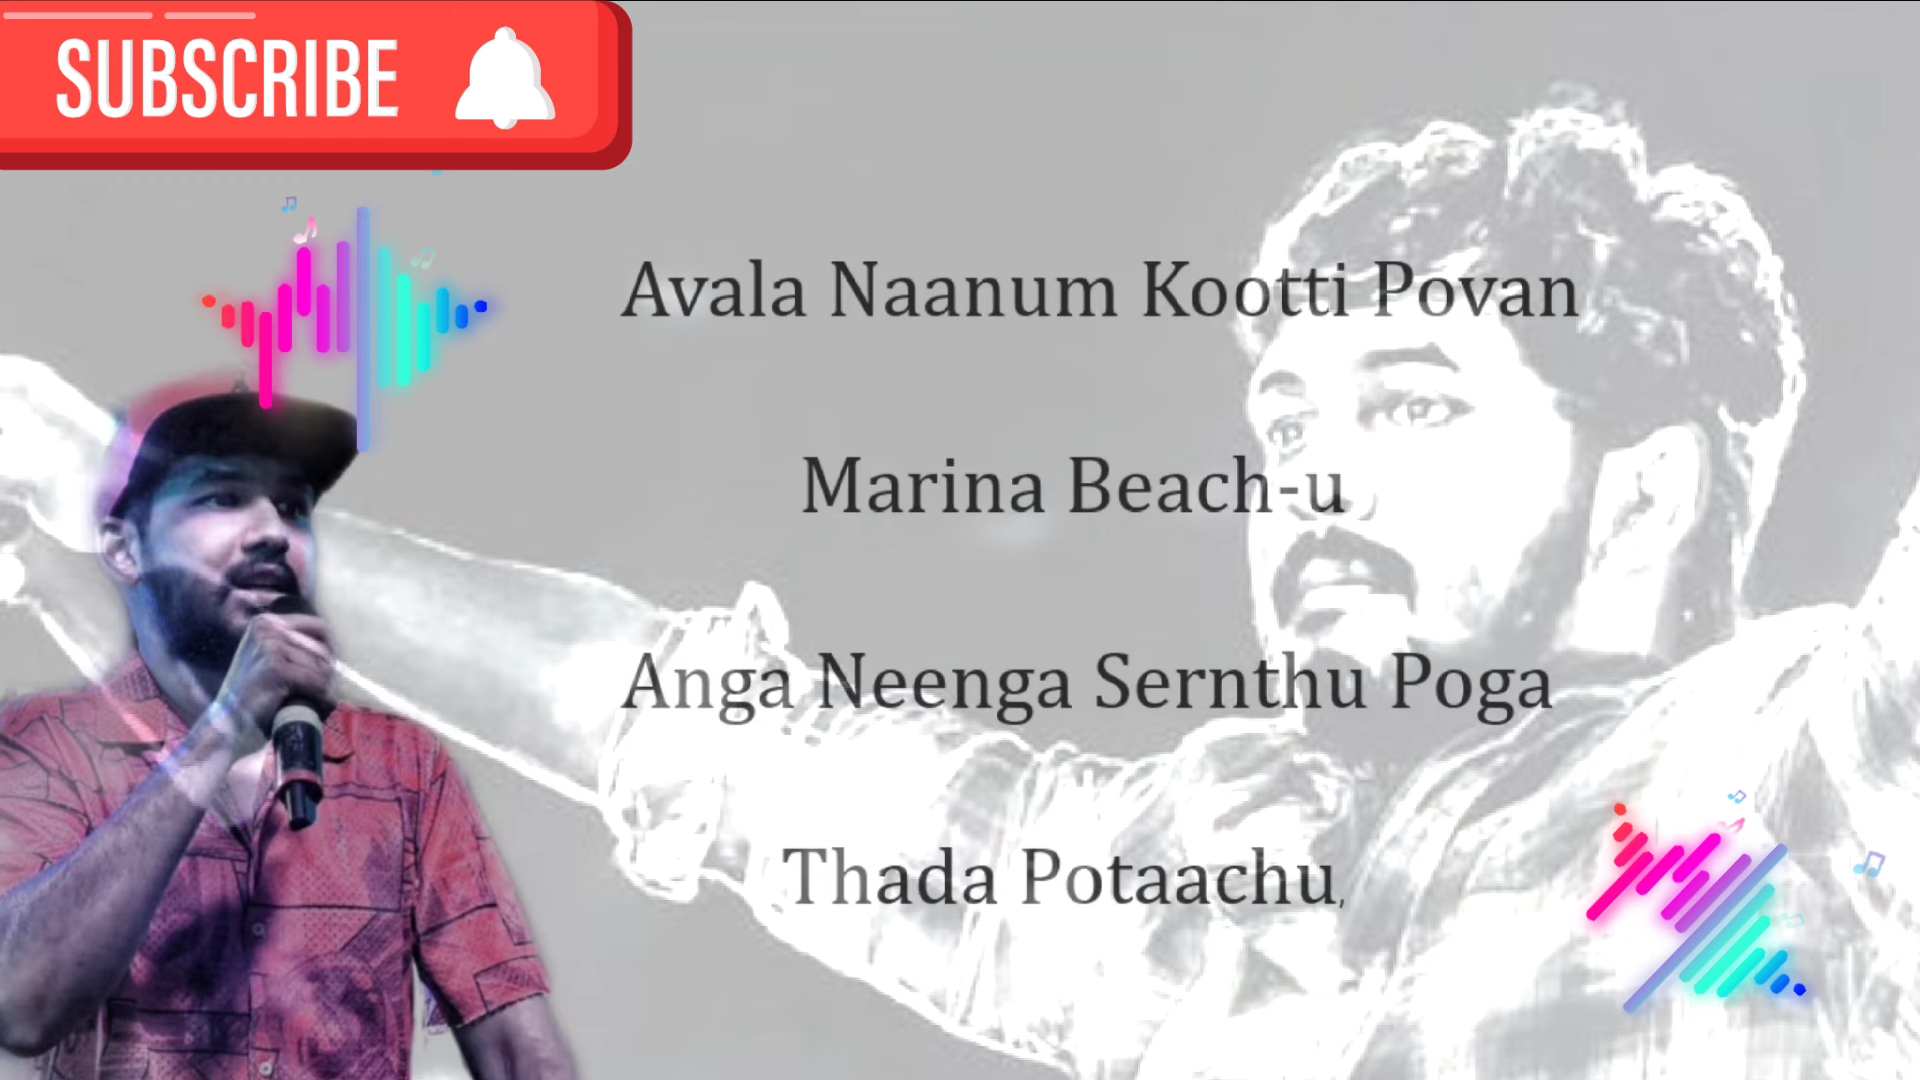 SUBSCRIBE
Avala Naanum Kootti Povan
Marina Beach-u
Anga Neenga Sernthu Poga
Thada Potaachu,